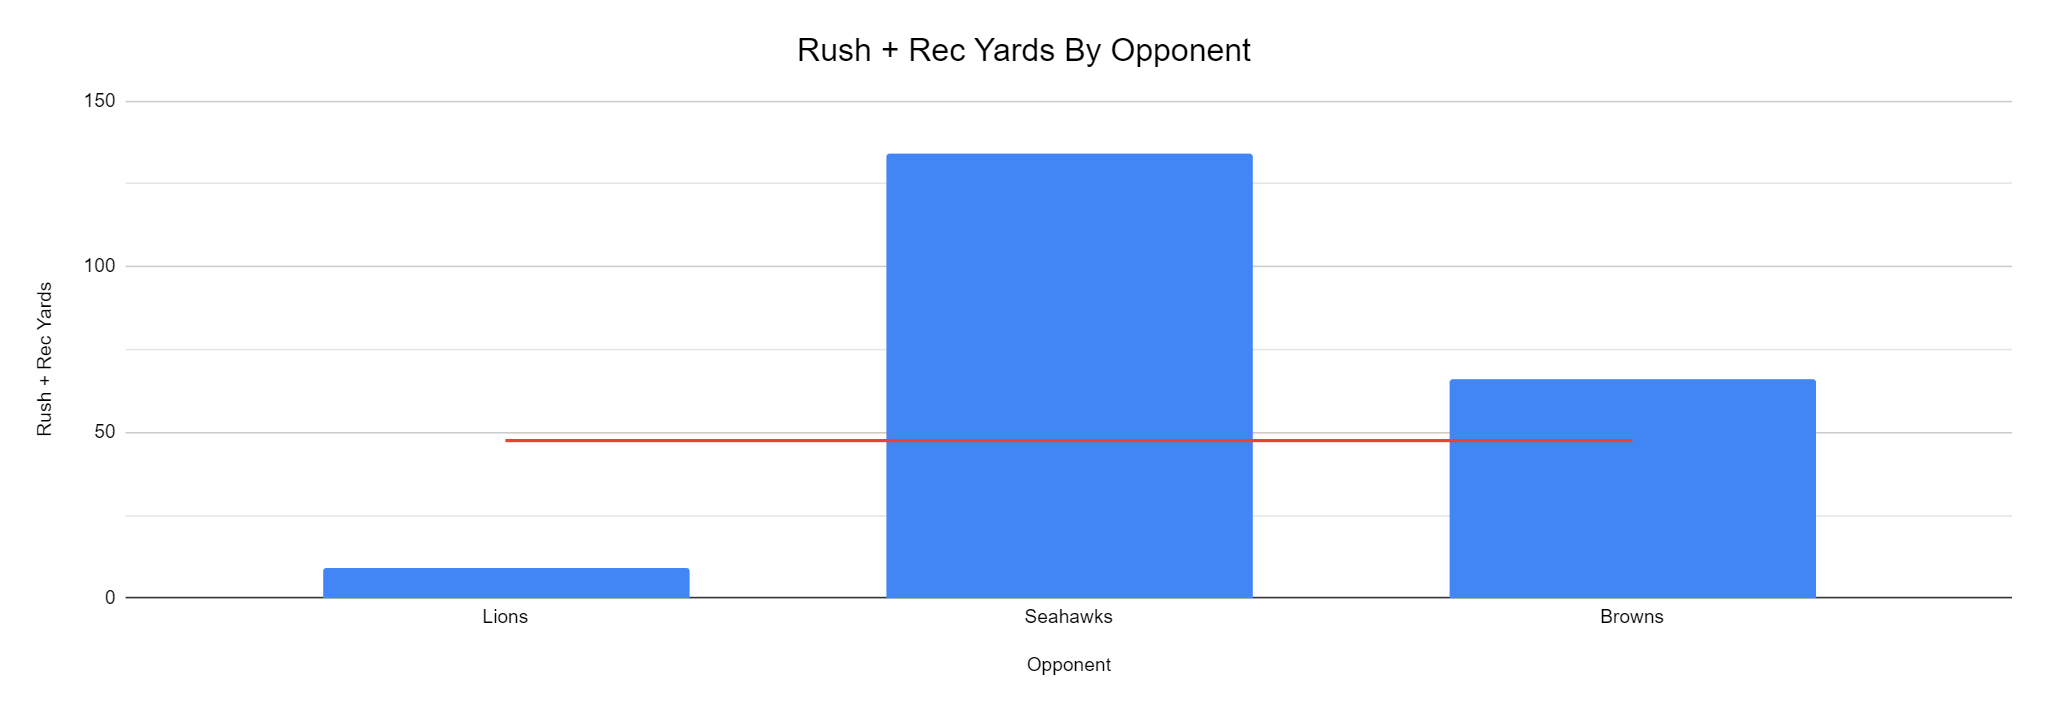 Rush + Rec Yards By Opponent
Rush + Rec Yards
150
100
50
0
Lions
Seahawks
Browns
Opponent